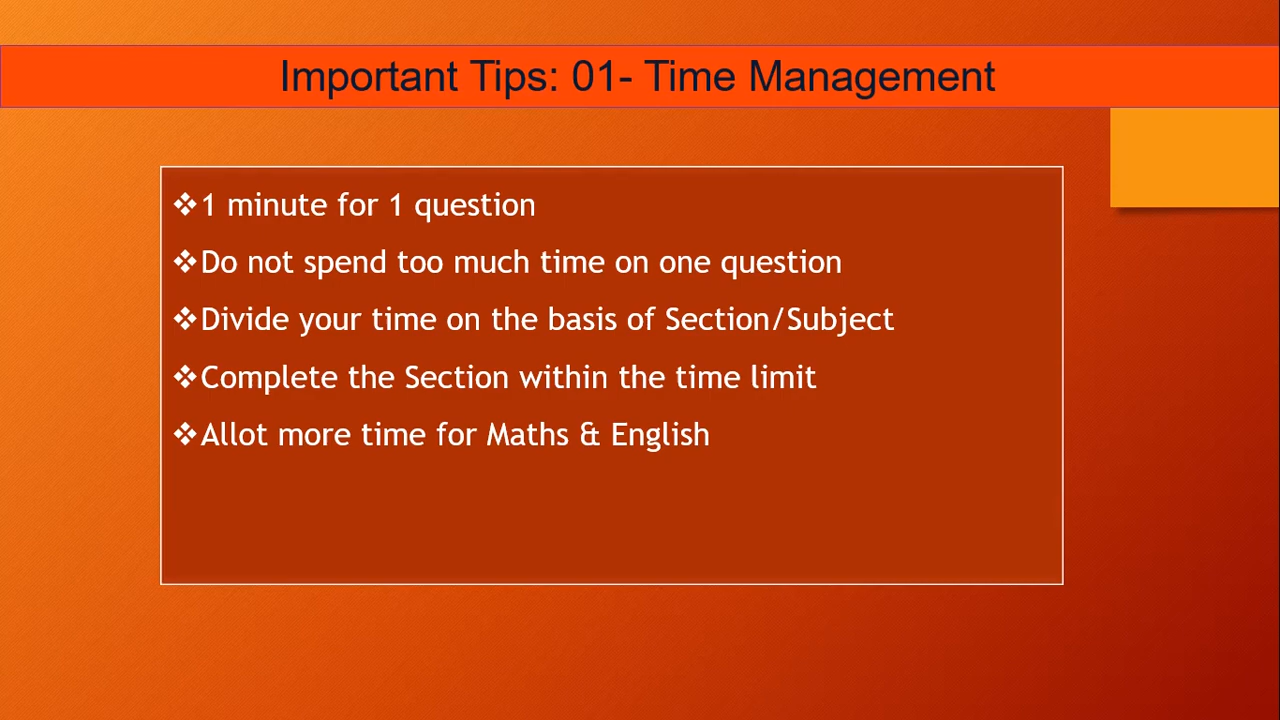 Important Tips: 01- Time Management
❖1 minute for 1 question
❖Do not spend too much time on one question
❖Divide your time on the basis of Section/Subject
❖Complete the Section within the time limit
❖Allot more time for Maths & English